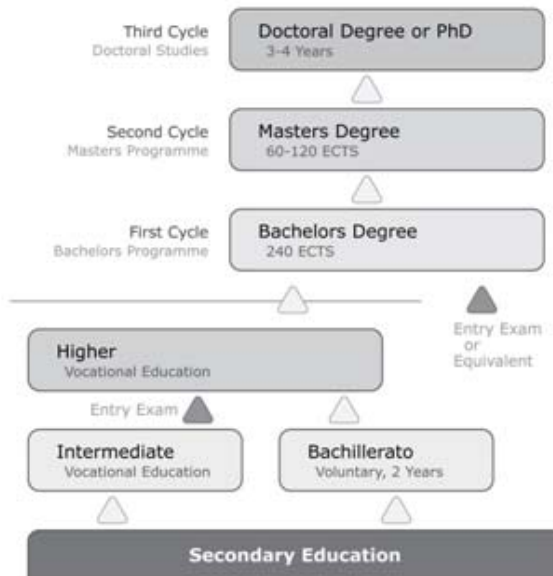 Third Cycle
Doctoral Studies
Doctoral Degree or PhD
3-4 Years
Second Cycle
Masters Programme
Masters Degree
60-120 ECTS
First Cycle
Bachelors Programme
Bachelors Degree
240 ECTS
Entry Exam
or
Equivalent
Higher
Vocational Education
Entry Exam
Intermediate
Vocational Education
Bachillerato
Voluntary, 2 Years
Secondary Education